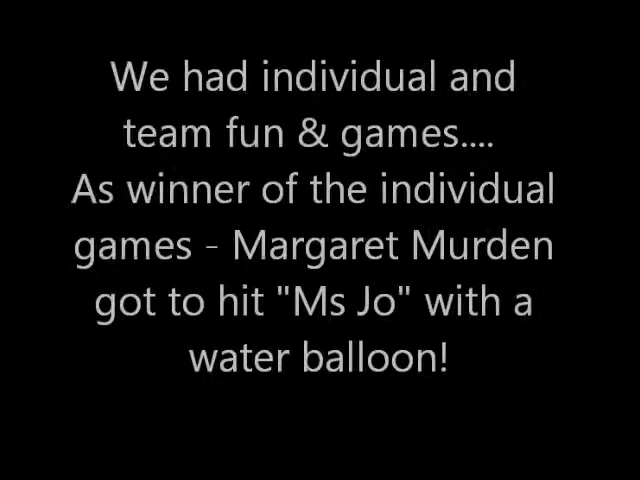 We had individual and
team fun & games....
As winner of the individual
games - Margaret Murden
got to hit "Ms Jo" with a
water balloon!